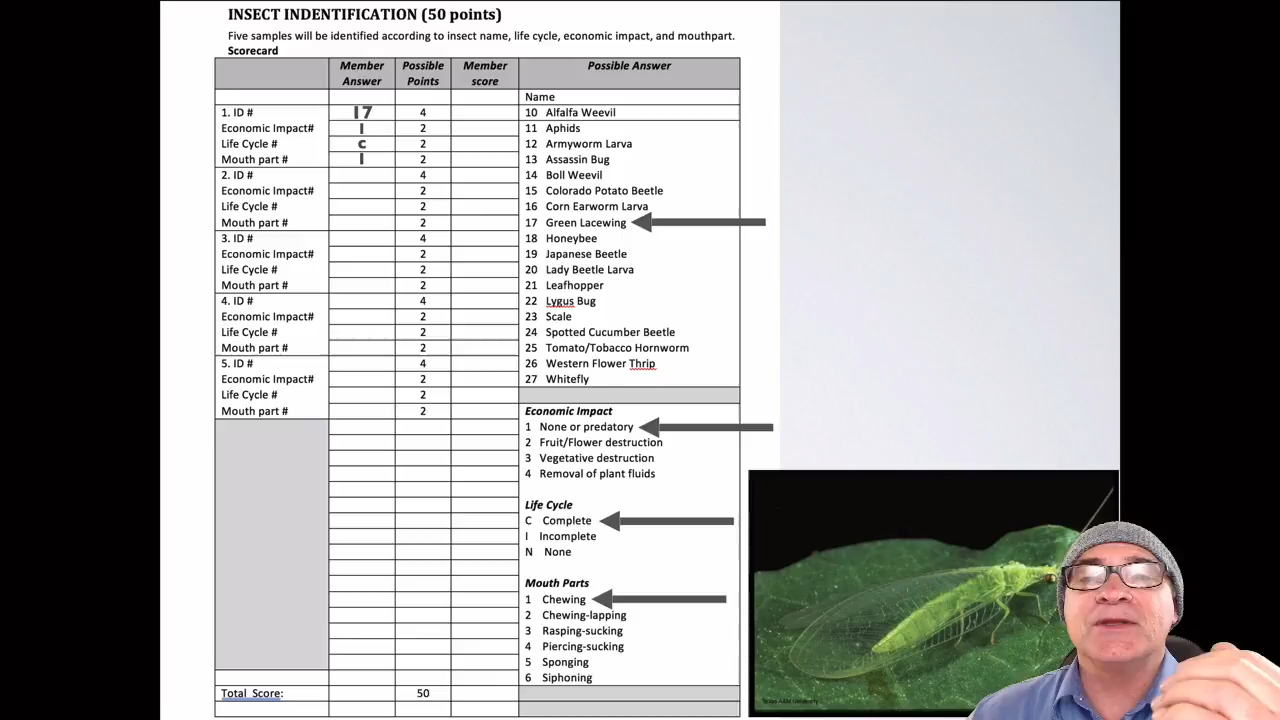 INSECT INDENTIFICATION (50 points)
Five samples will be identified according to insect name, life cycle, economic impact, and mouthpart.
Scorecard
Member Answer Possible Points Member score Possible Answer
Name
1. ID # 17 4 10 Alfalfa Weevil
Economic Impact# 1 2 11 Aphids
Life Cycle # c 2 12 Armyworm Larva
Mouth part # 1 2 13 Assassin Bug
2. ID # 4 14 Boll Weevil
Economic Impact# 2 15 Colorado Potato Beetle
Life Cycle # 2 16 Corn Earworm Larva
Mouth part # 2 17 Green Lacewing
3. ID # 4 18 Honeybee
Economic Impact# 2 19 Japanese Beetle
Life Cycle # 2 20 Lady Beetle Larva
Mouth part # 2 21 Leafhopper
4. ID # 4 22 Lygus Bug
Economic Impact# 2 23 Scale
Life Cycle # 2 24 Spotted Cucumber Beetle
Mouth part # 2 25 Tomato/Tobacco Hornworm
5. ID # 4 26 Western Flower Thrip
Economic Impact# 2 27 Whitefly
Life Cycle # 2
Mouth part # 2 Economic Impact
1 None or predatory
2 Fruit/Flower destruction
3 Vegetative destruction
4 Removal of plant fluids
Life Cycle
C Complete
I Incomplete
N None
Mouth Parts
1 Chewing
2 Chewing-lapping
3 Rasping-sucking
4 Piercing-sucking
5 Sponging
6 Siphoning
Total Score: 50
Texas A&M University